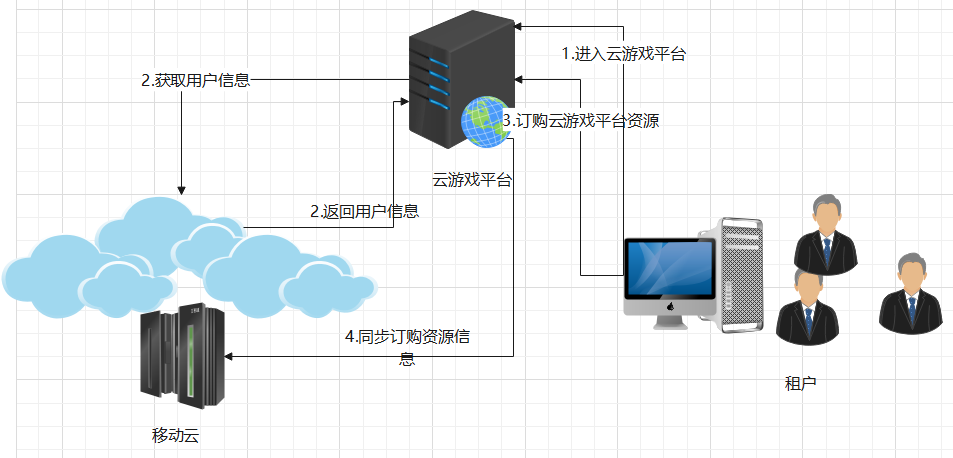 1.进入云游戏平台
2.获取用户信息
3.订购云游戏平台资源
云游戏平台
2.返回用户信息
4.同步订购资源信
息
租户
移动云